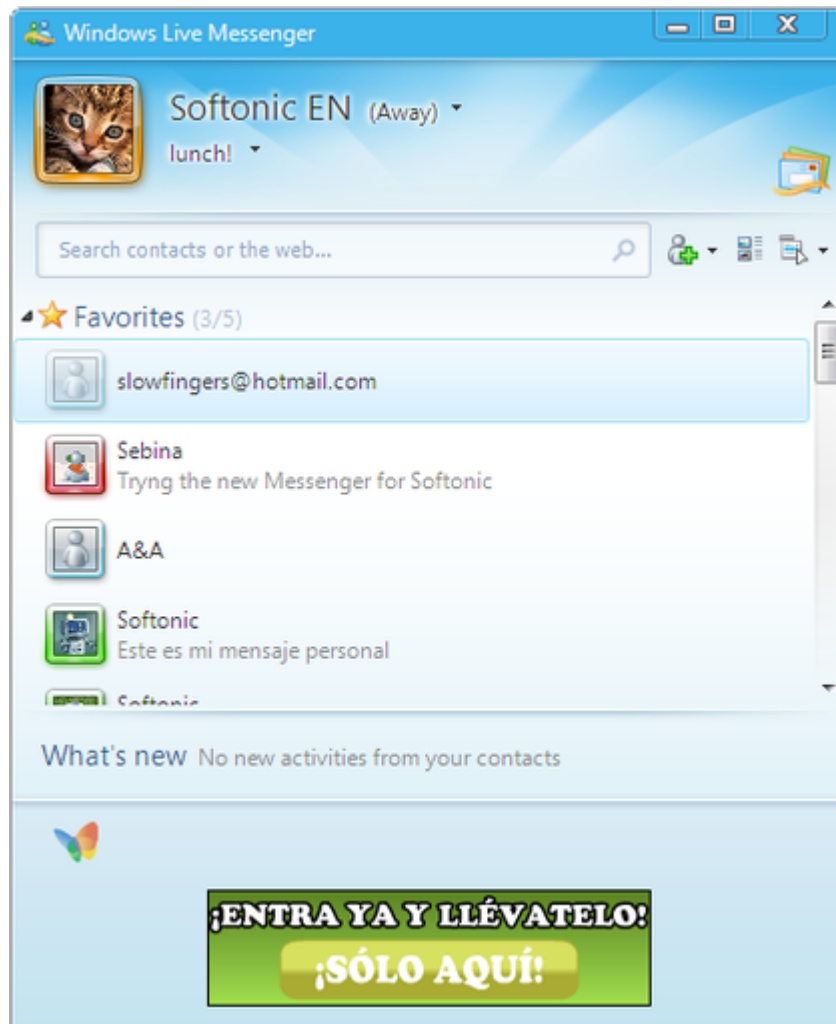 Windows Live Messenger
Softonic EN (Away)
lunch!
Search contacts or the web...
Favorites (3/5)
slowfingers@hotmail.com
Sebina
Tryng the new Messenger for Softonic
A&A
Softonic
Este es mi mensaje personal
Softonic
What's new No new activities from your contacts
¡ENTRA YA Y LLÉVATELO!
¡SÓLO AQUÍ!